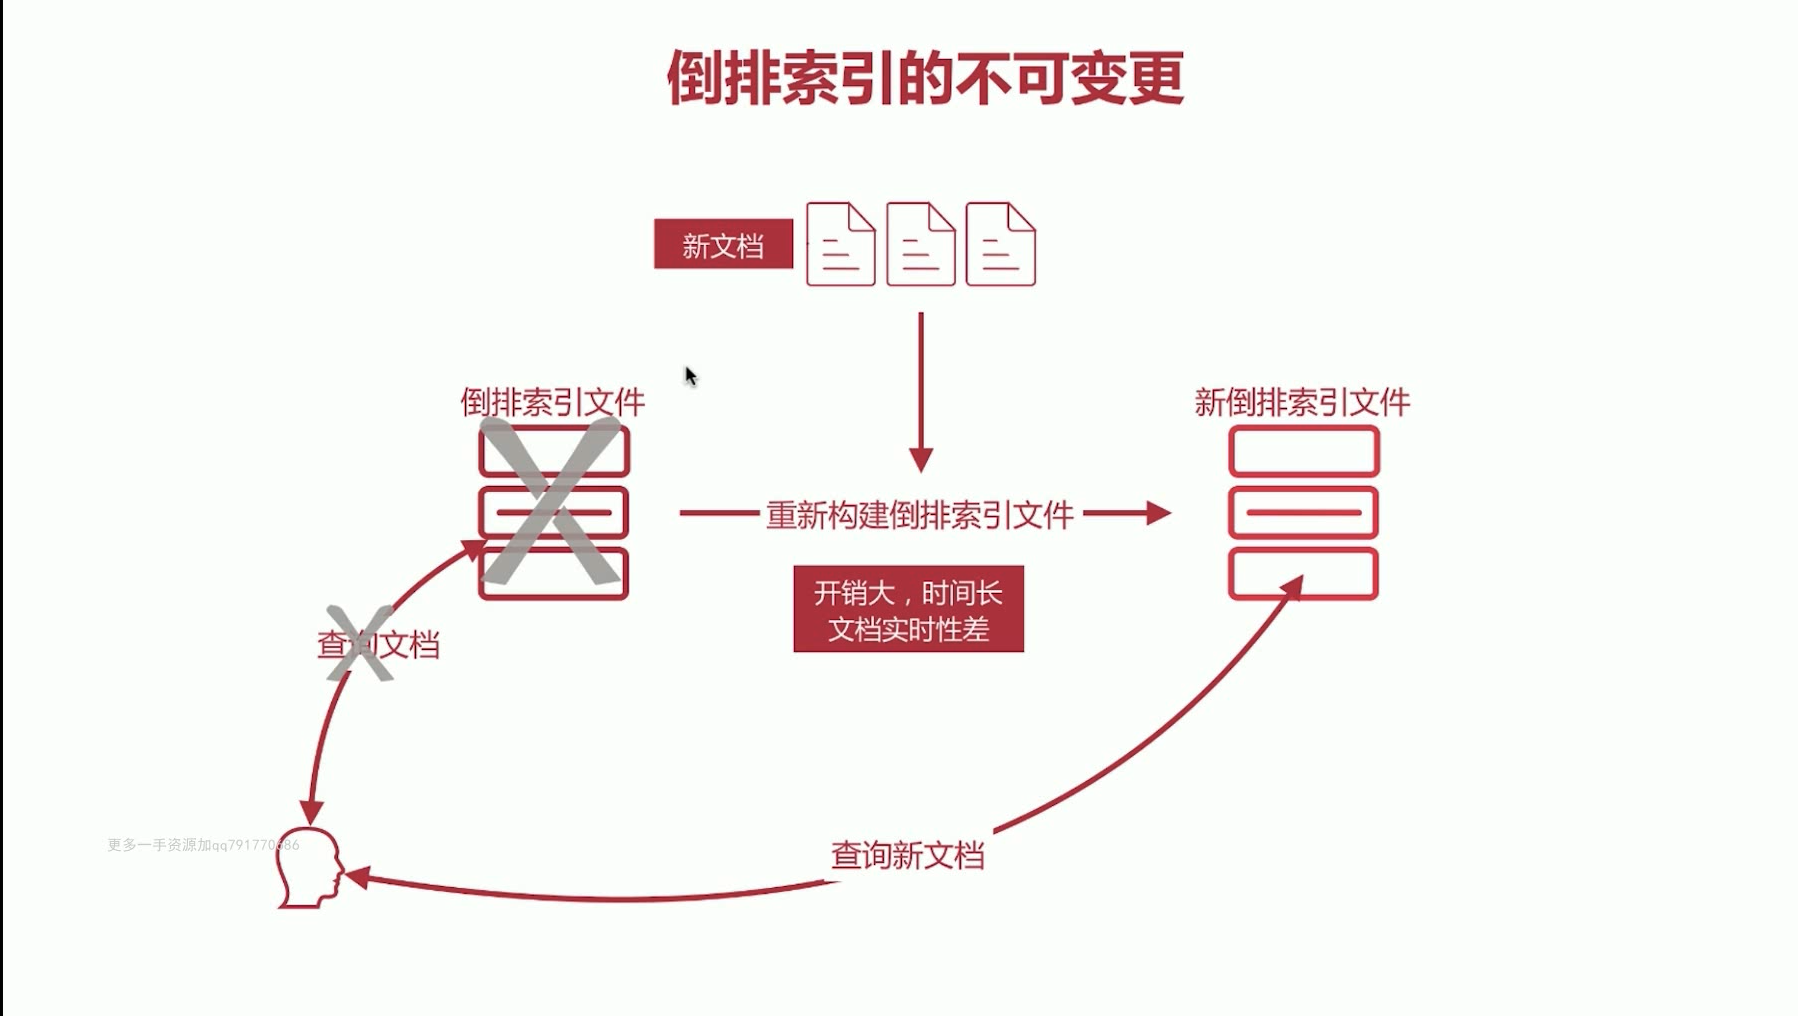 倒排索引的不可变更
新文档
倒排索引文件
新倒排索引文件
重新构建倒排索引文件
开销大，时间长
文档实时性差
查询文档
更多一手资源加qq791770686
查询新文档